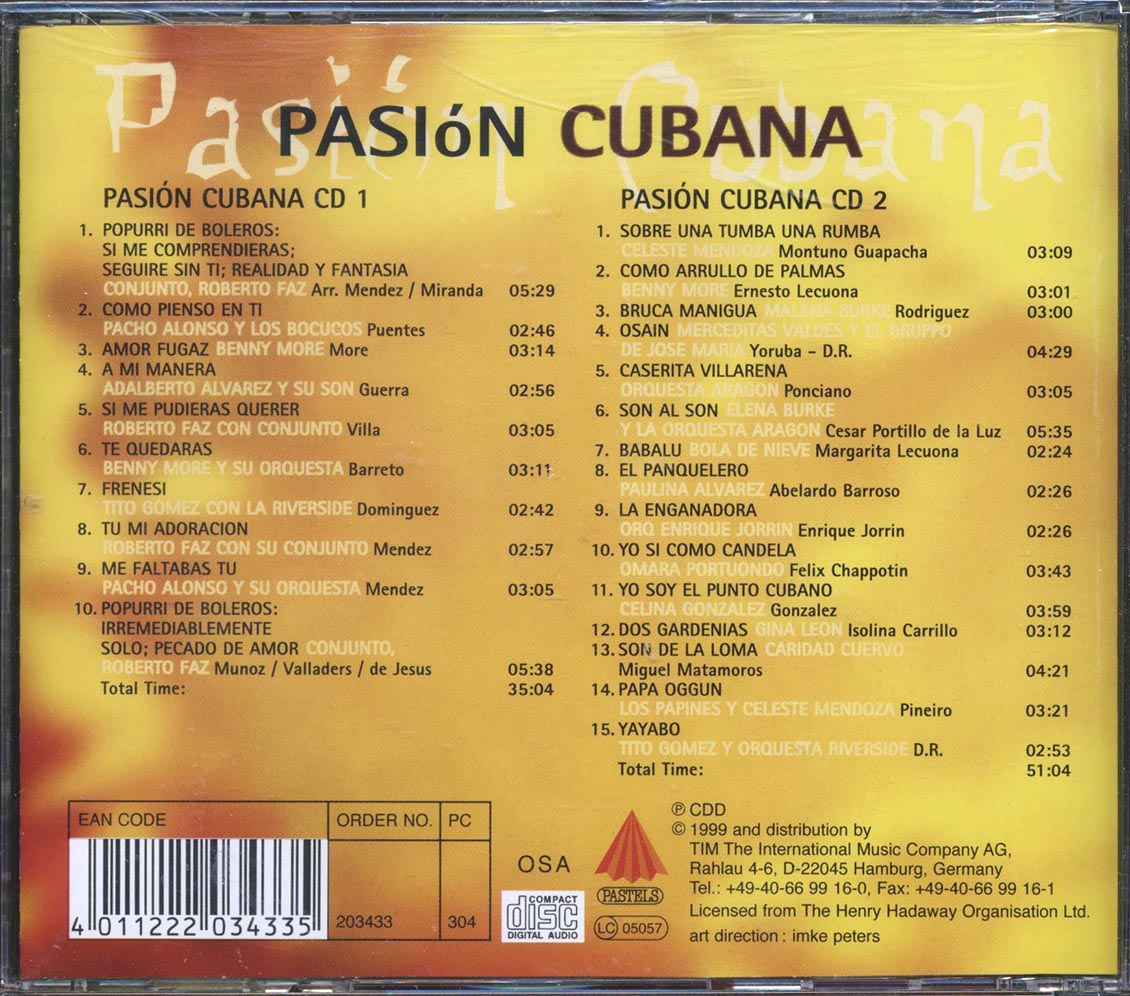 Pasión Cubana
PASIóN CUBANA
PASIÓN CUBANA CD 1
1. POPURRI DE BOLEROS:
SI ME COMPRENDIERAS;
SEGUIRE SIN TI; REALIDAD Y FANTASIA
CONJUNTO, ROBERTO FAZ Arr. Mendez / Miranda 05:29
2. COMO PIENSO EN TI
PACHO ALONSO Y LOS BOCUCOS Puentes 02:46
3. AMOR FUGAZ BENNY MORE More 03:14
4. A MI MANERA
ADALBERTO ALVAREZ Y SU SON Guerra 02:56
5. SI ME PUDIERAS QUERER
ROBERTO FAZ CON CONJUNTO Villa 03:05
6. TE QUEDARAS
BENNY MORE Y SU ORQUESTA Barreto 03:11
7. FRENESI
TITO GOMEZ CON LA RIVERSIDE Dominguez 02:42
8. TU MI ADORACION
ROBERTO FAZ CON SU CONJUNTO Mendez 02:57
9. ME FALTABAS TU
PACHO ALONSO Y SU ORQUESTA Mendez 03:05
10. POPURRI DE BOLEROS:
IRREMEDIABLEMENTE
SOLO; PECADO DE AMOR CONJUNTO,
ROBERTO FAZ Munoz / Valladers / de Jesus 05:38
Total Time: 35:04
PASIÓN CUBANA CD 2
1. SOBRE UNA TUMBA UNA RUMBA
CELESTE MENDOZA Montuno Guapacha 03:09
2. COMO ARRULLO DE PALMAS
BENNY MORE Ernesto Lecuona 03:01
3. BRUCA MANIGUA MALENA BURKE Rodriguez 03:00
4. OSAIN MERCEDITAS VALDES Y EL GRUPPO
DE JOSE MARIA Yoruba – D.R. 04:29
5. CASERITA VILLARENA
ORQUESTA ARAGON Ponciano 03:05
6. SON AL SON ELENA BURKE
Y LA ORQUESTA ARAGON Cesar Portillo de la Luz 05:35
7. BABALU BOLA DE NIEVE Margarita Lecuona 02:24
8. EL PANQUELERO
PAULINA ALVAREZ Abelardo Barroso 02:26
9. LA ENGANADORA
ORQ ENRIQUE JORRIN Enrique Jorrin 02:26
10. YO SI COMO CANDELA
OMARA PORTUONDO Felix Chappotin 03:43
11. YO SOY EL PUNTO CUBANO
CELINA GONZALEZ Gonzalez 03:59
12. DOS GARDENIAS GINA LEON Isolina Carrillo 03:12
13. SON DE LA LOMA CARIDAD CUERVO
Miguel Matamoros 04:21
14. PAPA OGGUN
LOS PAPINES Y CELESTE MENDOZA Pineiro 03:21
15. YAYABO
TITO GOMEZ Y ORQUESTA RIVERSIDE D.R. 02:53
Total Time: 51:04
EAN CODE ORDER NO. PC
4 011222 034335 203433 304
OSA
COMPACT
disc
DIGITAL AUDIO
PASTELS
LC 05057
℗ CDD
© 1999 and distribution by
TIM The International Music Company AG,
Rahlau 4-6, D-22045 Hamburg, Germany
Tel.: +49-40-66 99 16-0, Fax: +49-40-66 99 16-1
Licensed from The Henry Hadaway Organisation Ltd.
art direction : imke peters